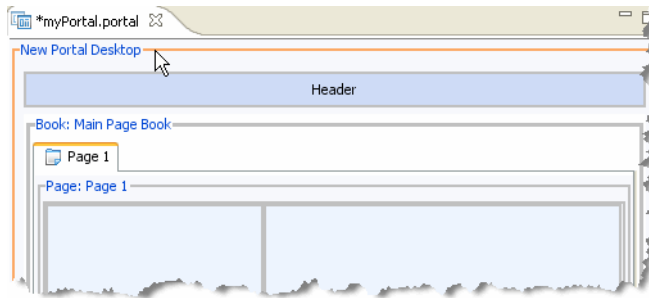 *myPortal.portal
New Portal Desktop
Header
Book: Main Page Book
Page 1
Page: Page 1